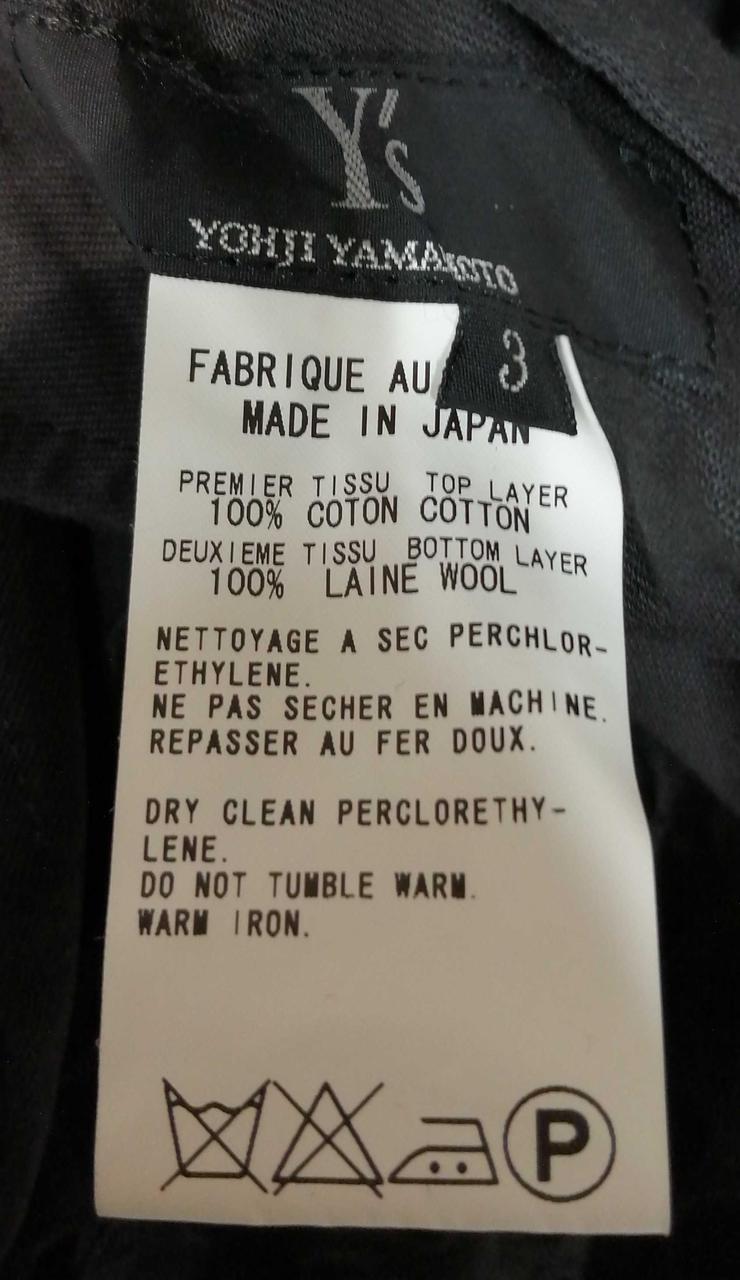 Y's
YOHJI YAMAMOTO
3
FABRIQUE AU
MADE IN JAPAN
PREMIER TISSU TOP LAYER
100% COTON COTTON
DEUXIEME TISSU BOTTOM LAYER
100% LAINE WOOL
NETTOYAGE A SEC PERCHLOR-
ETHYLENE.
NE PAS SECHER EN MACHINE.
REPASSER AU FER DOUX.
DRY CLEAN PERCLORETHY-
LENE.
DO NOT TUMBLE WARM.
WARM IRON.
P